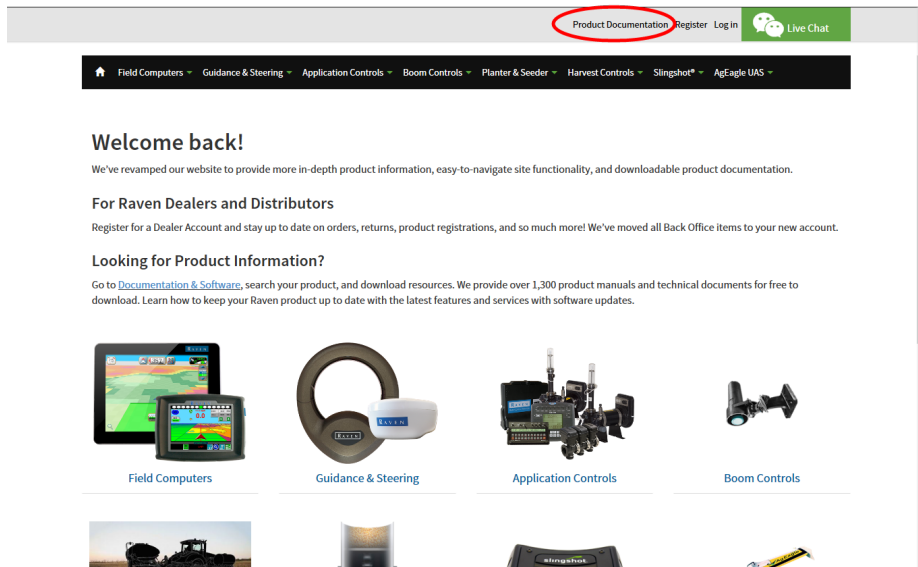 Product Documentation Register Log in Live Chat
Field Computers Guidance & Steering Application Controls Boom Controls Planter & Seeder Harvest Controls Slingshot® AgEagle UAS
Welcome back!
We've revamped our website to provide more in-depth product information, easy-to-navigate site functionality, and downloadable product documentation.
For Raven Dealers and Distributors
Register for a Dealer Account and stay up to date on orders, returns, product registrations, and so much more! We've moved all Back Office items to your new account.
Looking for Product Information?
Go to Documentation & Software, search your product, and download resources. We provide over 1,300 product manuals and technical documents for free to
download. Learn how to keep your Raven product up to date with the latest features and services with software updates.
RAVEN
RAVEN
RAVEN
Field Computers Guidance & Steering Application Controls Boom Controls
slingshot